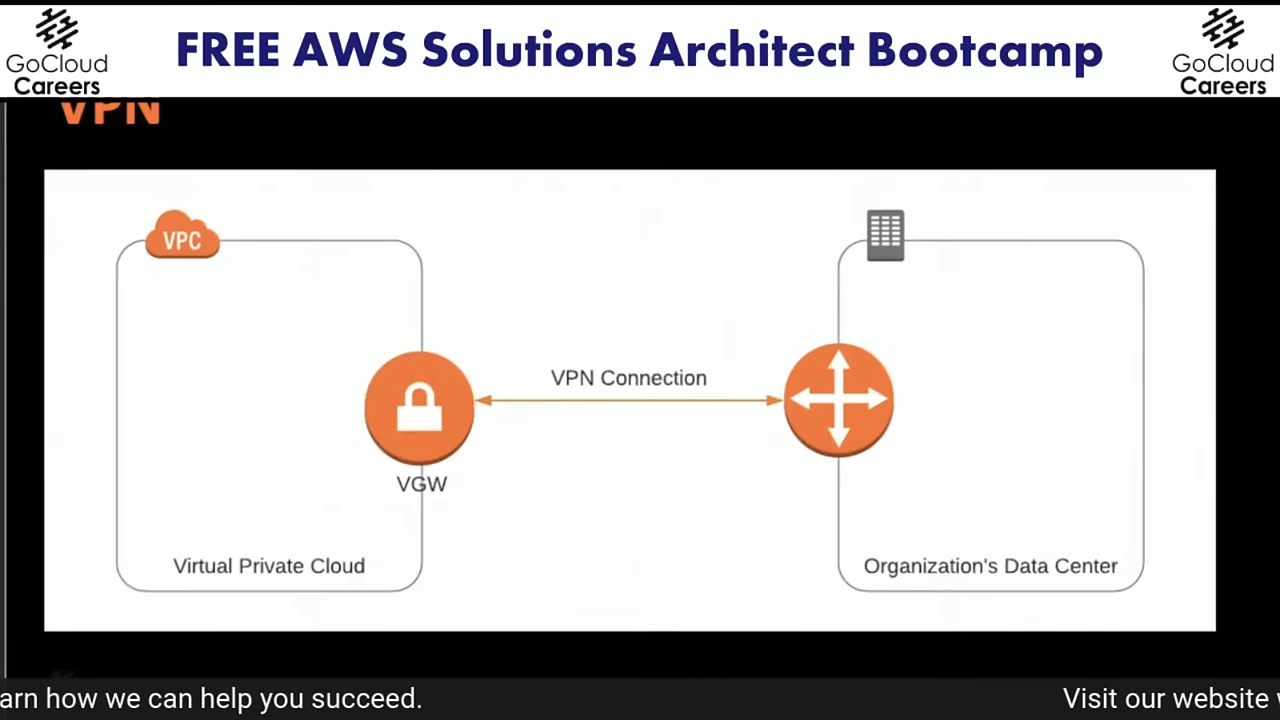 GoCloud
Careers
FREE AWS Solutions Architect Bootcamp
GoCloud
Careers
VPN
VPC
VPN Connection
VGW
Virtual Private Cloud
Organization's Data Center
arn how we can help you succeed.
Visit our website